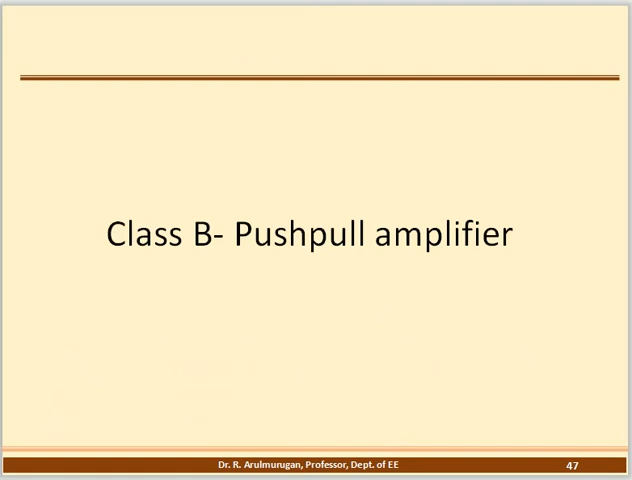 Class B- Pushpull amplifier
Dr. R. Arulmurugan, Professor, Dept. of EE
47